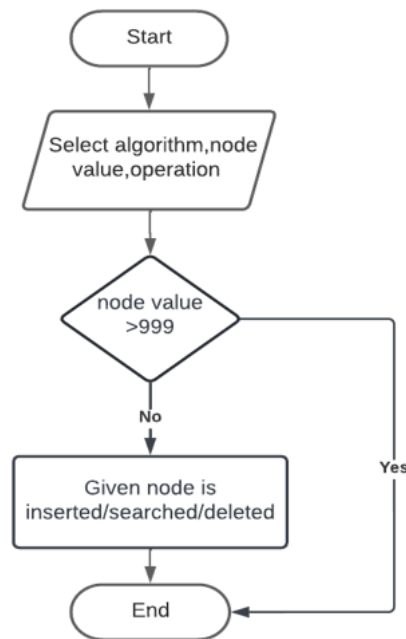 Start
Select algorithm,node
value,operation
node value
>999
No
Yes
Given node is
inserted/searched/deleted
End